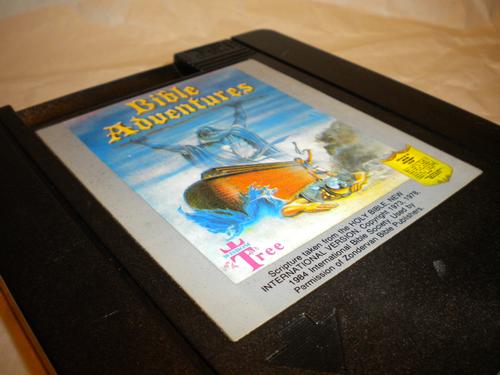 Bible
Adventures
WISDOM
Tree
Scripture taken from the HOLY BIBLE, NEW
INTERNATIONAL VERSION. Copyright 1973, 1978,
1984 International Bible Society. Used by
Permission of Zondervan Bible Publishers.